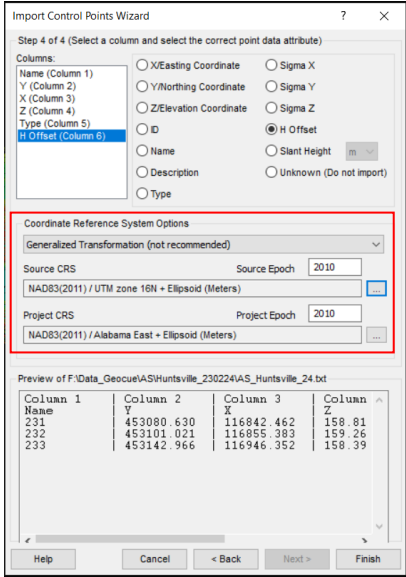 Import Control Points Wizard ? ×
Step 4 of 4 (Select a column and select the correct point data attribute)
Columns:
Name (Column 1)
Y (Column 2)
X (Column 3)
Z (Column 4)
Type (Column 5)
H Offset (Column 6)
X/Easting Coordinate
Y/Northing Coordinate
Z/Elevation Coordinate
ID
Name
Description
Type
Sigma X
Sigma Y
Sigma Z
H Offset
Slant Height m
Unknown (Do not import)
Coordinate Reference System Options
Generalized Transformation (not recommended)
Source CRS Source Epoch 2010
NAD83(2011) / UTM zone 16N + Ellipsoid (Meters) ...
Project CRS Project Epoch 2010
NAD83(2011) / Alabama East + Ellipsoid (Meters) ...
Preview of F:\Data_Geocue\AS\Huntsville_230224\AS_Huntsville_24.txt
Column 1 | Column 2 | Column 3 | Column
Name | Y | X | Z
231 | 453080.630 | 116842.462 | 158.81
232 | 453101.021 | 116855.383 | 159.26
233 | 453142.966 | 116946.352 | 158.39
Help Cancel < Back Next > Finish